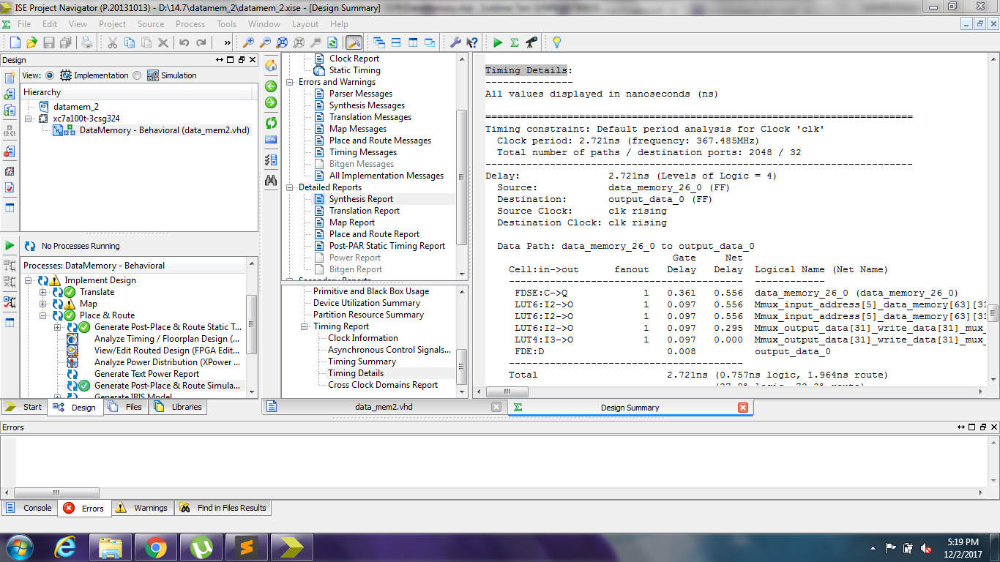 ISE Project Navigator (P.20131013) - D:\14.7\datamem_2\datamem_2.xise - [Design Summary]
File Edit View Project Source Process Tools Window Layout Help
Design
View: Implementation Simulation
Hierarchy
datamem_2
xc7a100t-3csg324
DataMemory - Behavioral (data_mem2.vhd)
No Processes Running
Processes: DataMemory - Behavioral
Implement Design
Translate
Map
Place & Route
Generate Post-Place & Route Static T...
Analyze Timing / Floorplan Design (...
View/Edit Routed Design (FPGA Edit...
Analyze Power Distribution (XPower ...
Generate Text Power Report
Generate Post-Place & Route Simula...
Generate IBIS Model
Start Design Files Libraries
Clock Report
Static Timing
Errors and Warnings
Parser Messages
Synthesis Messages
Translation Messages
Map Messages
Place and Route Messages
Timing Messages
Bitgen Messages
All Implementation Messages
Detailed Reports
Synthesis Report
Translation Report
Map Report
Place and Route Report
Post-PAR Static Timing Report
Power Report
Bitgen Report
Secondary Reports
Primitive and Black Box Usage
Device Utilization Summary
Partition Resource Summary
Timing Report
Clock Information
Asynchronous Control Signals...
Timing Summary
Timing Details
Cross Clock Domains Report
Timing Details:
---------------
All values displayed in nanoseconds (ns)
=========================================================================
Timing constraint: Default period analysis for Clock 'clk'
Clock period: 2.721ns (frequency: 367.485MHz)
Total number of paths / destination ports: 2048 / 32
-------------------------------------------------------------------------
Delay: 2.721ns (Levels of Logic = 4)
Source: data_memory_26_0 (FF)
Destination: output_data_0 (FF)
Source Clock: clk rising
Destination Clock: clk rising
Data Path: data_memory_26_0 to output_data_0
Gate Net
Cell:in->out fanout Delay Delay Logical Name (Net Name)
---------------------------------------- ------------
FDSE:C->Q 1 0.361 0.556 data_memory_26_0 (data_memory_26_0)
LUT6:I2->O 1 0.097 0.556 Mmux_input_address[5]_data_memory[63][31
LUT6:I2->O 1 0.097 0.556 Mmux_input_address[5]_data_memory[63][31
LUT6:I2->O 1 0.097 0.295 Mmux_output_data[31]_write_data[31]_mux_
LUT4:I3->O 1 0.097 0.000 Mmux_output_data[31]_write_data[31]_mux_
FDE:D 0.008 output_data_0
----------------------------------------
Total 2.721ns (0.757ns logic, 1.964ns route)
(27.8% logic, 72.2% route)
data_mem2.vhd Design Summary
Errors
Console Errors Warnings Find in Files Results
5:19 PM
12/2/2017